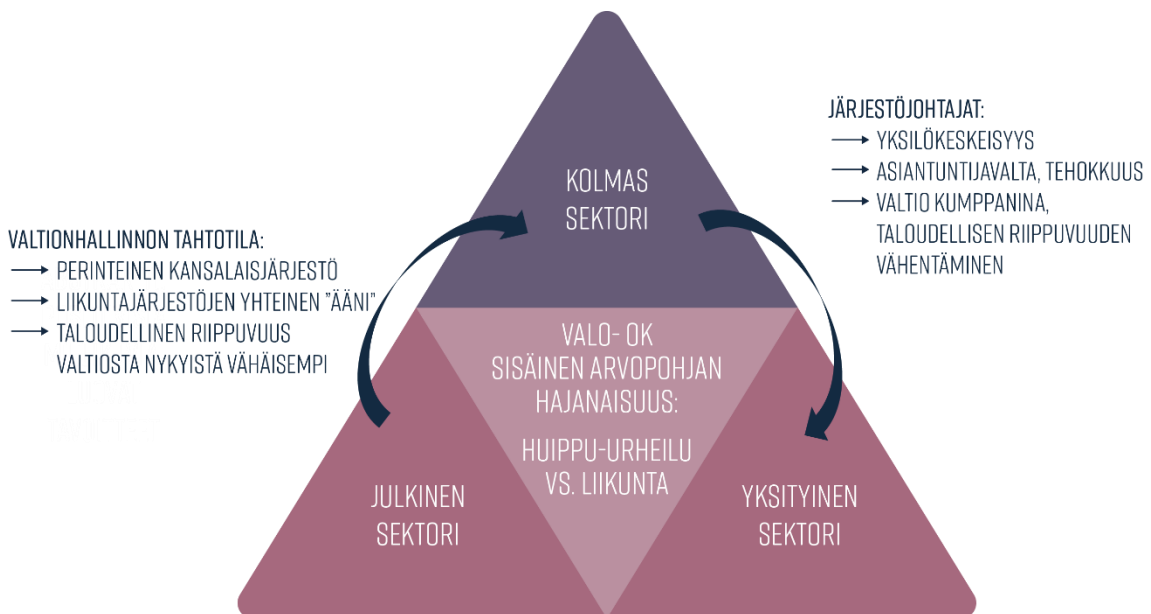 VALTIONHALLINNON TAHTOTILA:
→ PERINTEINEN KANSALAISJÄRJESTÖ
→ LIIKUNTAJÄRJESTÖJEN YHTEINEN ”ÄÄNI”
→ TALOUDELLINEN RIIPPUVUUS
VALTIOSTA NYKYISTÄ VÄHÄISEMPI
KOLMAS
SEKTORI
JÄRJESTÖJOHTAJAT:
→ YKSILÖKESKEISYYS
→ ASIANTUNTIJAVALTA, TEHOKKUUS
→ VALTIO KUMPPANINA,
TALOUDELLISEN RIIPPUVUUDEN
VÄHENTÄMINEN
VALO- OK
SISÄINEN ARVOPOHJAN
HAJANAISUUS:
HUIPPU-URHEILU
VS. LIIKUNTA
JULKINEN
SEKTORI
YKSITYINEN
SEKTORI